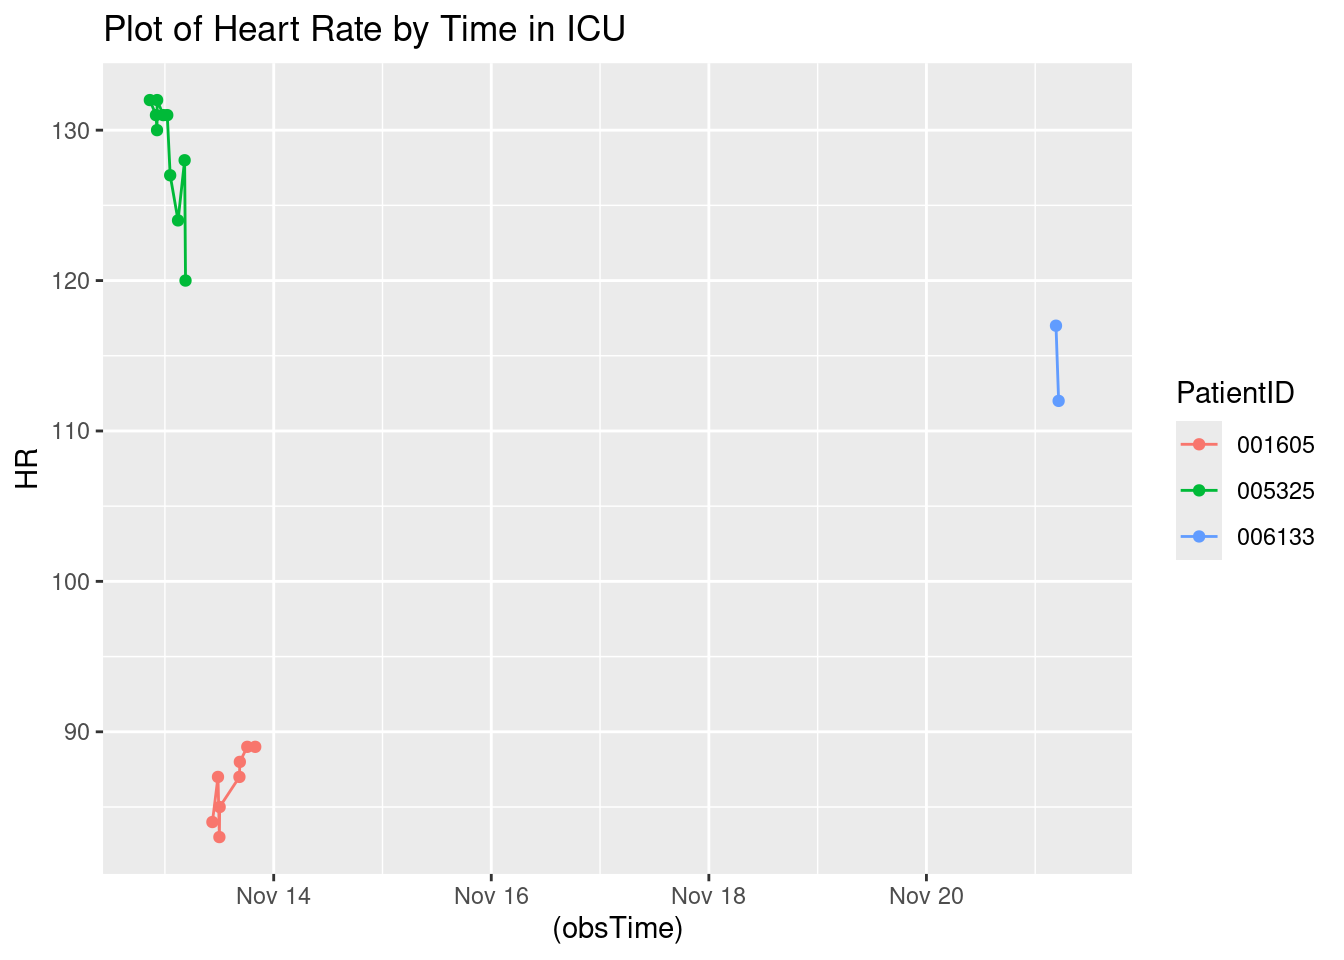 Plot of Heart Rate by Time in ICU
130
120
110
100
90
HR
Nov 14
Nov 16
Nov 18
Nov 20
(obsTime)
PatientID
001605
005325
006133